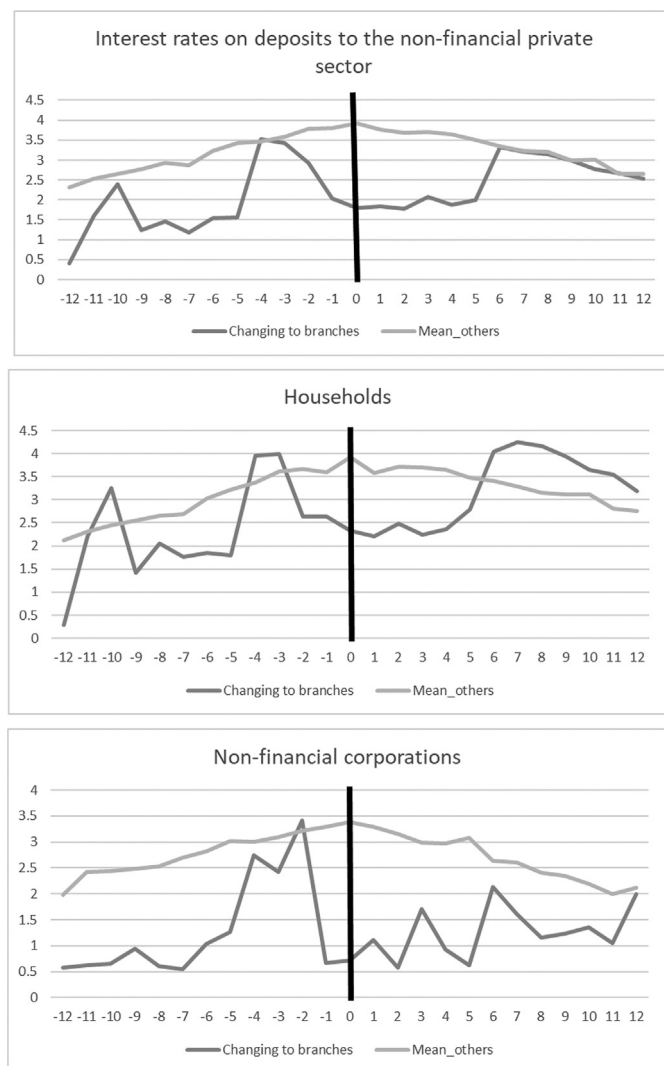 Interest rates on deposits to the non-financial private
sector
4.5
4
3.5
3
2.5
2
1.5
1
0.5
0
-12 -11 -10 -9 -8 -7 -6 -5 -4 -3 -2 -1 0 1 2 3 4 5 6 7 8 9 10 11 12
Changing to branches Mean_others
Households
4.5
4
3.5
3
2.5
2
1.5
1
0.5
0
-12 -11 -10 -9 -8 -7 -6 -5 -4 -3 -2 -1 0 1 2 3 4 5 6 7 8 9 10 11 12
Changing to branches Mean_others
Non-financial corporations
4
3.5
3
2.5
2
1.5
1
0.5
0
-12 -11 -10 -9 -8 -7 -6 -5 -4 -3 -2 -1 0 1 2 3 4 5 6 7 8 9 10 11 12
Changing to branches Mean_others